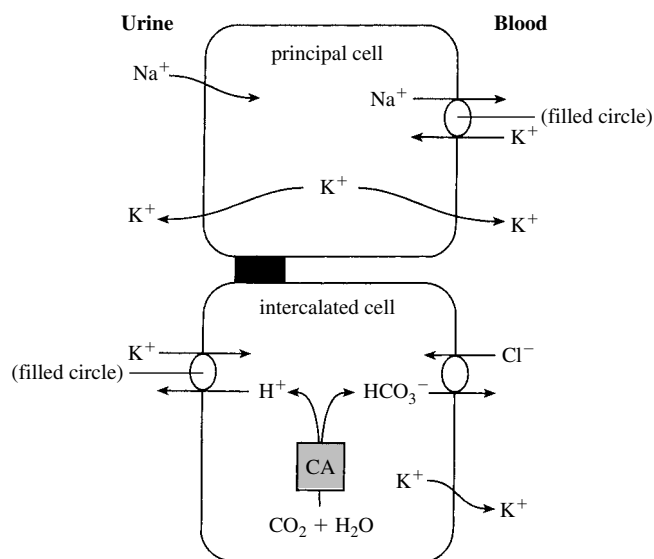 Urine
Blood
principal cell
Na⁺
Na⁺
(filled circle)
K⁺
K⁺
K⁺
K⁺
intercalated cell
K⁺
Cl⁻
(filled circle)
H⁺
HCO₃⁻
CA
K⁺
K⁺
CO₂ + H₂O